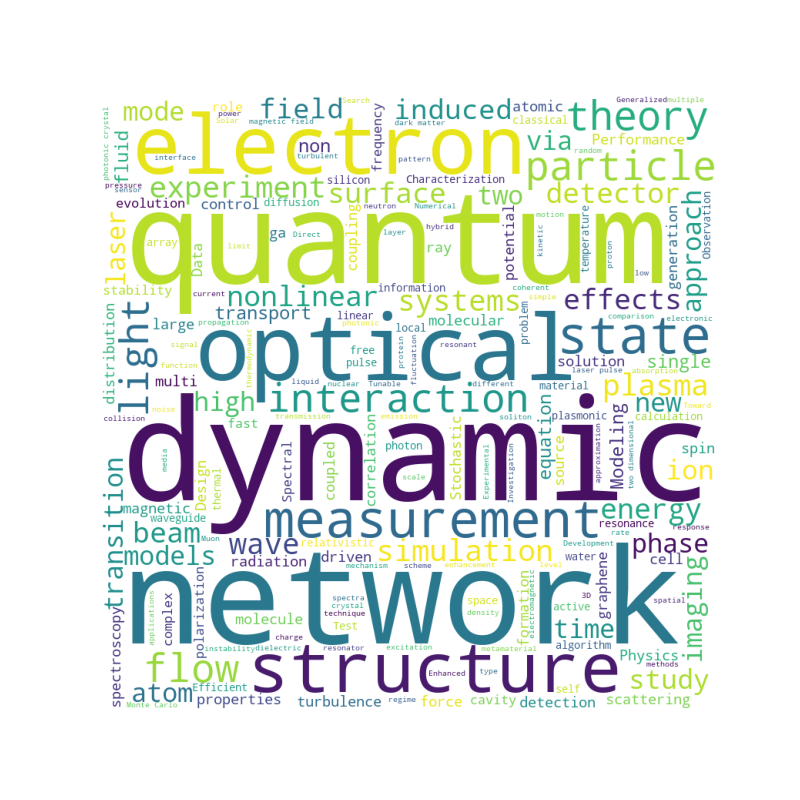 photonic crystal
fluid
mode
role
power
Solar
magnetic field
field
Search
dark matter
frequency
induced
atomic
classical
Generalized
multiple
theory
pressure
sensor
interface
electron
turbulent
non
pattern
via
Performance
random
particle
evolution
experiment
silicon
Characterization
surface
two
detector
control
diffusion
neutron
Numerical
laser
array
Data
limit
ga
Direct
coupling
layer
ray
hybrid
potential
kinetic
motion
temperature
proton
generation
low
approach
Observation
quantum
stability
current
nonlinear
information
systems
coherent
simple
effects
comparison
electronic
distribution
light
large
propagation
transport
linear
photonic
molecular
problem
signal
function
thermodynamic
optical
free
pulse
local
protein
fluctuation
resonant
state
solution
single
laser pulse
multi
liquid
nuclear
Tunable
different
material
absorption
plasma
collision
noise
fast
high
transmission
interaction
emission
soliton
plasmonic
equation
new
calculation
Toward
dynamic
media
Design
thermal
Spectral
coupled
correlation
photon
scale
Stochastic
Experimental
Investigation
source
approximation
Modeling
two dimensional
spin
ion
transition
magnetic
waveguide
Muon
beam
models
wave
measurement
resonance
energy
response
radiation
relativistic
driven
mechanism
simulation
scheme
enhancement
level
water
rate
Development
phase
cell
network
spectroscopy
applications
complex
polarization
molecule
Test
spectra
crystal
technique
charge
space
density
formation
electromagnetic
active
graphene
3D
spatial
time
algorithm
imaging
flow
instability
dielectric
structure
resonator
excitation
metamaterial
Physics
methods
atom
Efficient
Enhanced
type
self
study
Monte Carlo
properties
turbulence
regime
force
cavity
detection
scattering